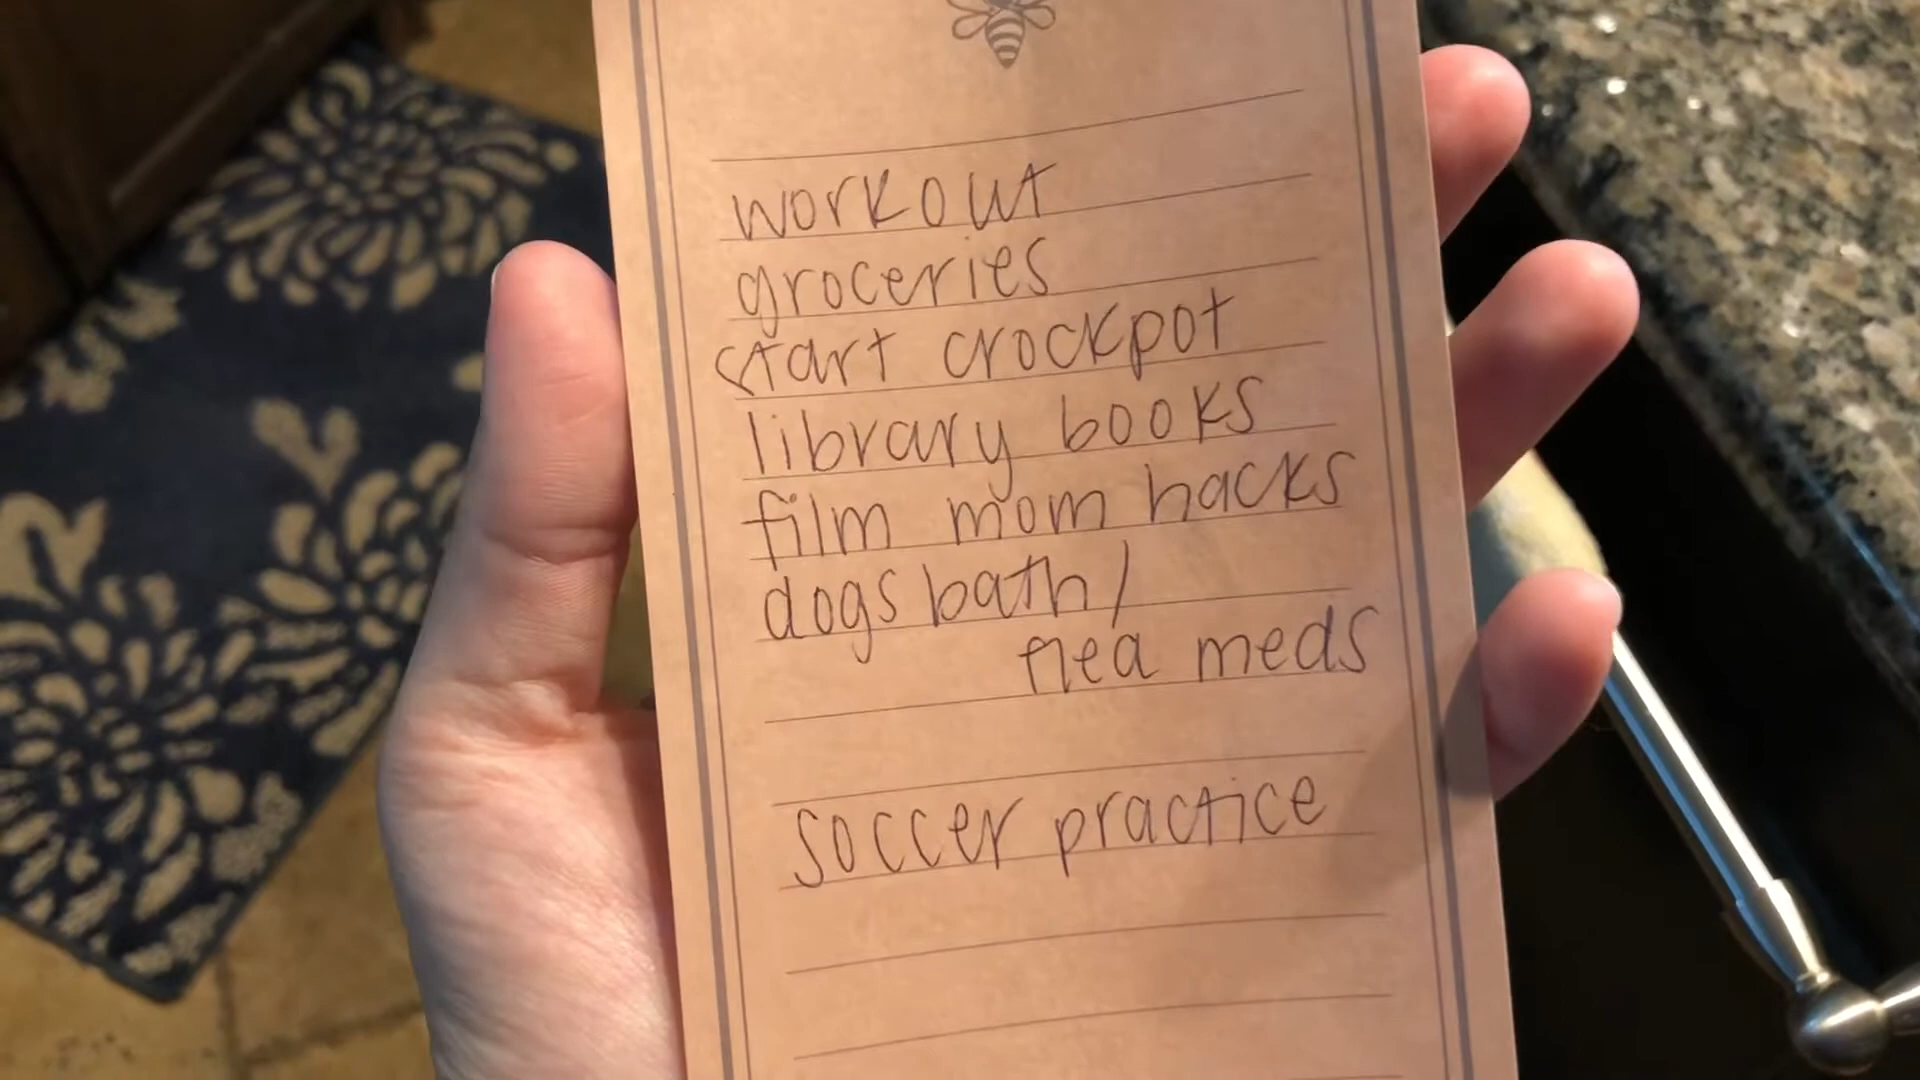 workout
groceries
start crockpot
library books
film mom hacks
dogs bath/
flea meds
soccer practice